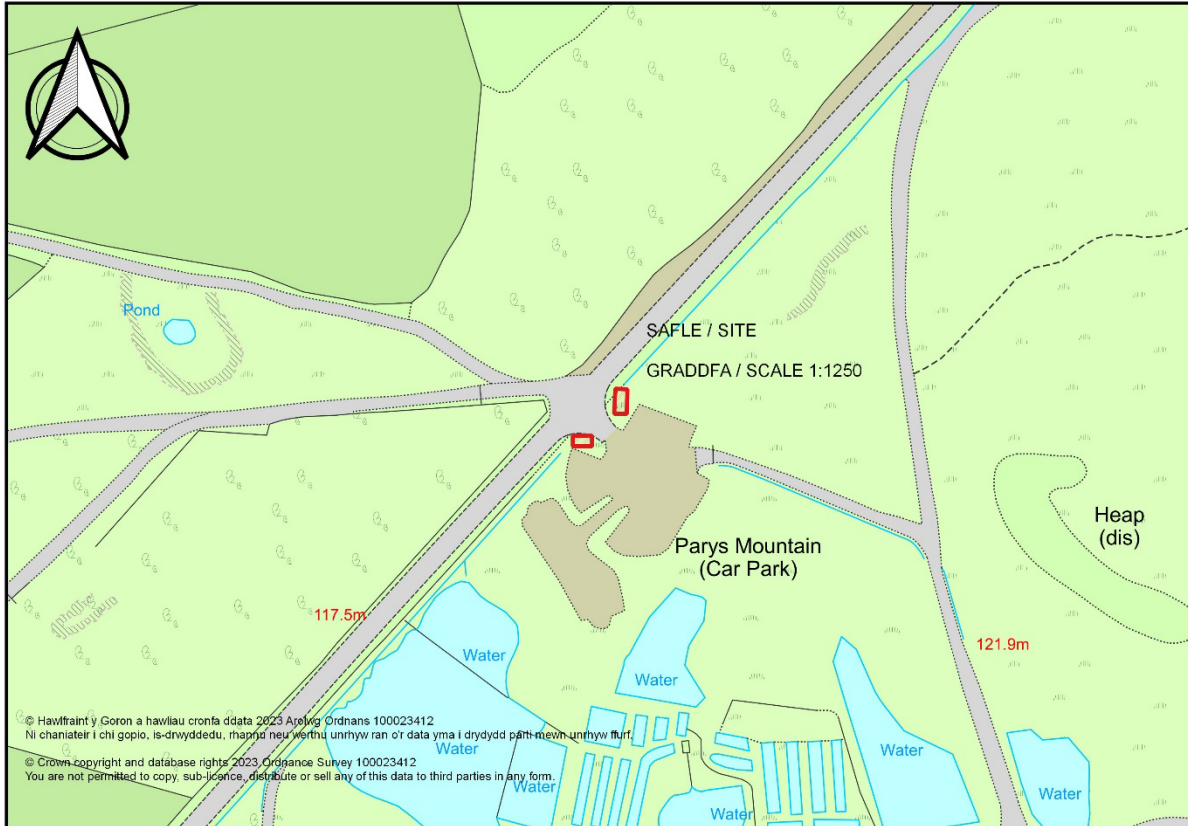 Pond
SAFLE / SITE
GRADDFA / SCALE 1:1250
Heap
(dis)
Parys Mountain
(Car Park)
117.5m
121.9m
Water
Water
© Hawlfraint y Goron a hawliau cronfa ddata 2023 Arolwg Ordnans 100023412
Ni chaniateir i chi gopio, is-drwyddedu, rhannu neu werthu unrhyw ran o'r data yma i drydydd parti mewn unrhyw ffurf.
Water
Water
© Crown copyright and database rights 2023 Ordnance Survey 100023412
You are not permitted to copy, sub-licence, distribute or sell any of this data to third parties in any form.
Water
Water
Water